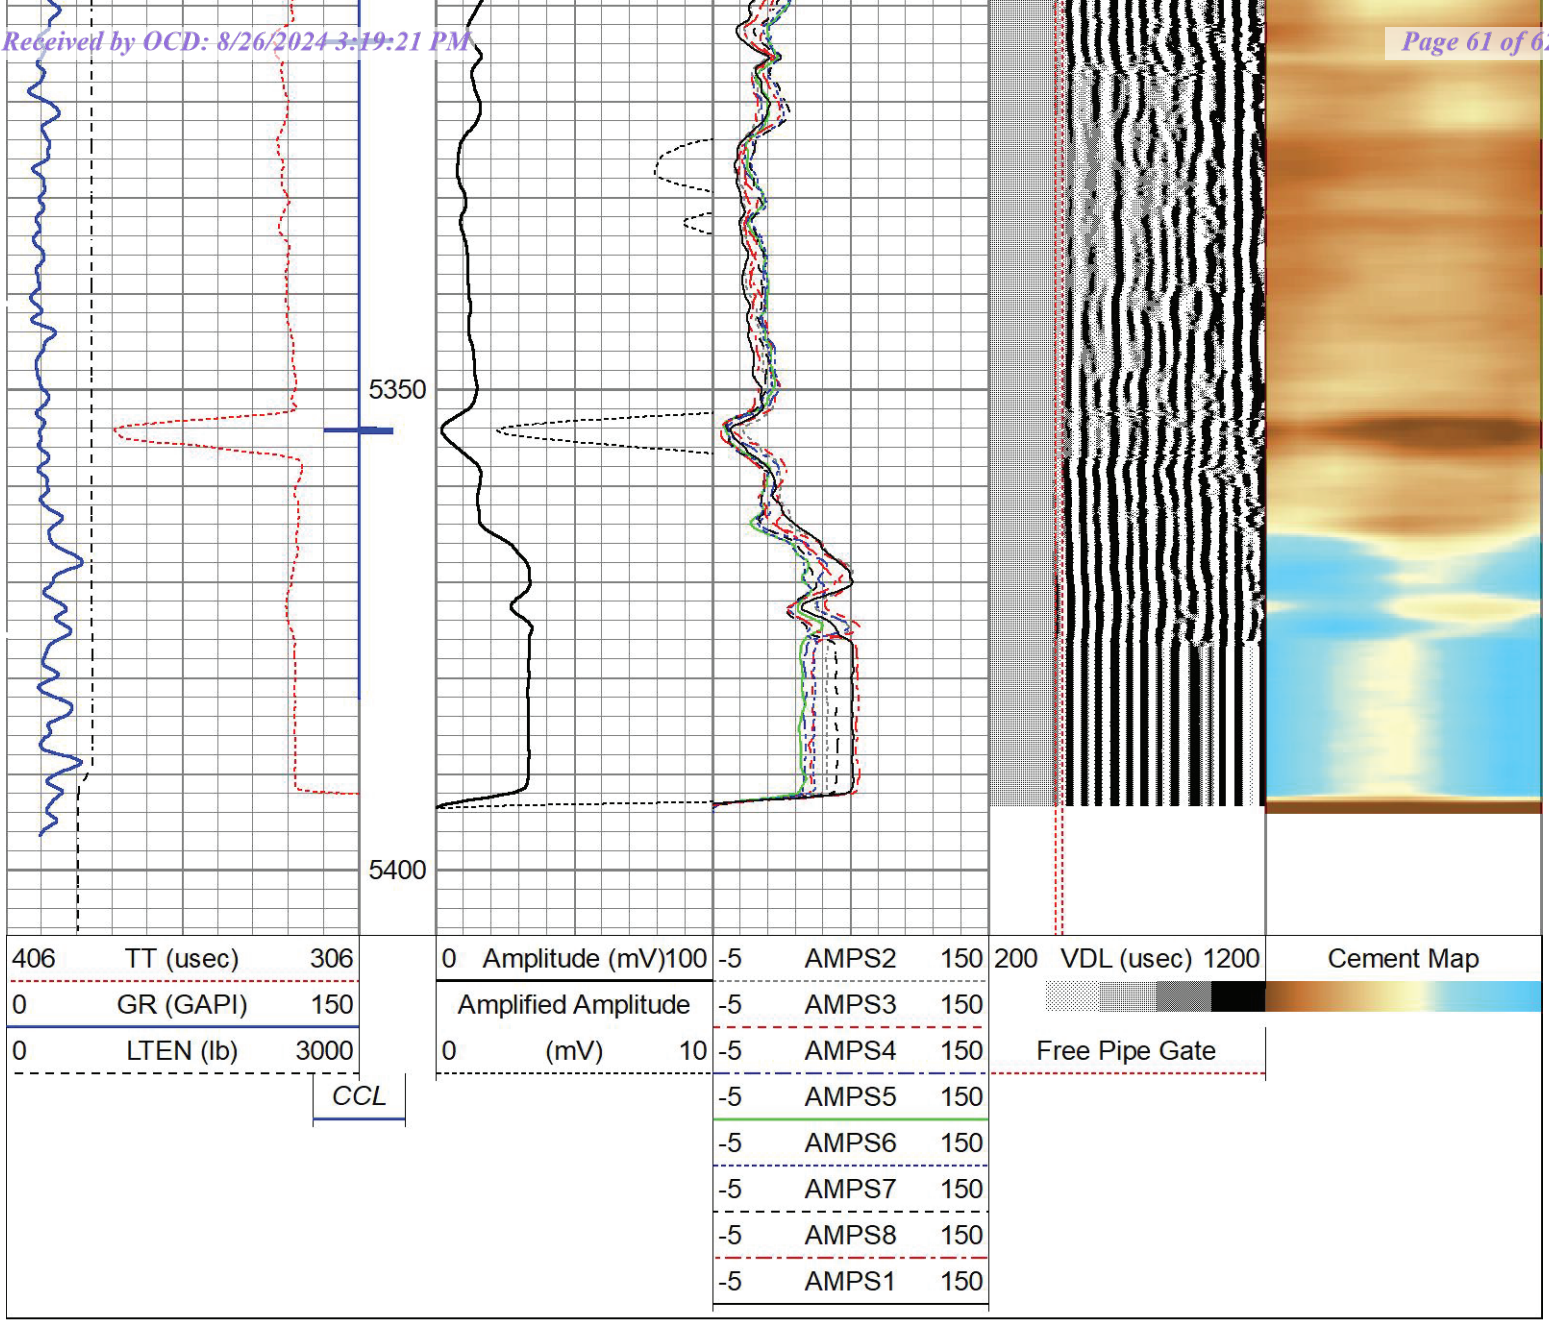 Received by OCD: 8/26/2024 3:19:21 PM
Page 61 of 62
5350
5400
406 TT (usec) 306
0 GR (GAPI) 150
0 LTEN (lb) 3000
CCL
0 Amplitude (mV) 100
Amplified Amplitude
0 (mV) 10
-5 AMPS2 150
-5 AMPS3 150
-5 AMPS4 150
-5 AMPS5 150
-5 AMPS6 150
-5 AMPS7 150
-5 AMPS8 150
-5 AMPS1 150
200 VDL (usec) 1200
Free Pipe Gate
Cement Map